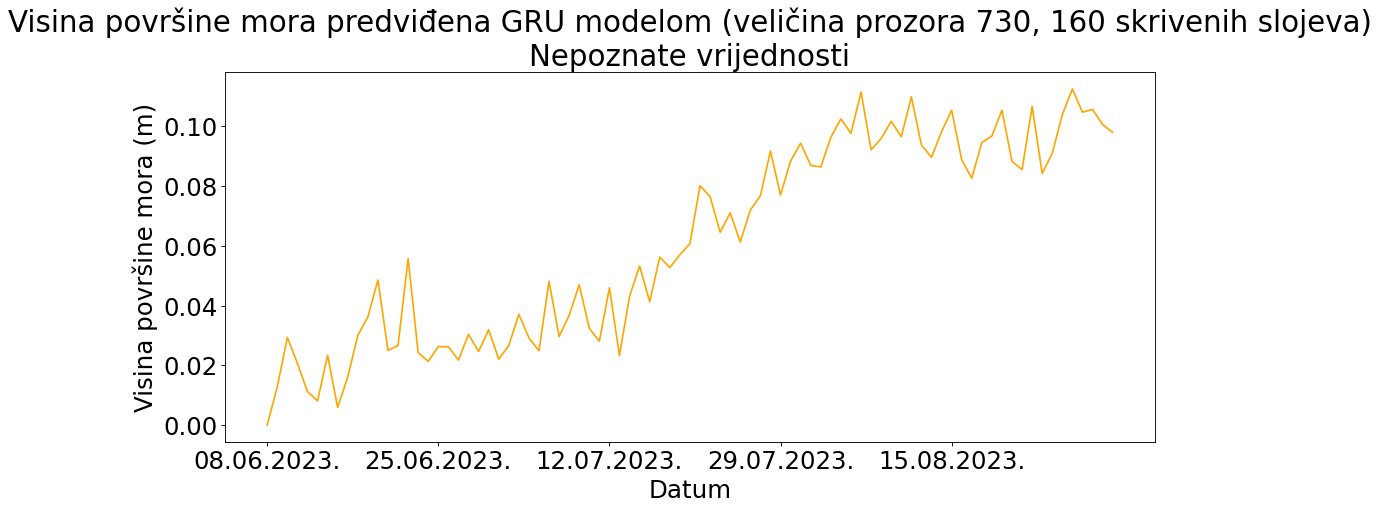 Visina površine mora predviđena GRU modelom (veličina prozora 730, 160 skrivenih slojeva)
Nepoznate vrijednosti
Visina površine mora (m)
0.10
0.08
0.06
0.04
0.02
0.00
08.06.2023. 25.06.2023. 12.07.2023. 29.07.2023. 15.08.2023.
Datum